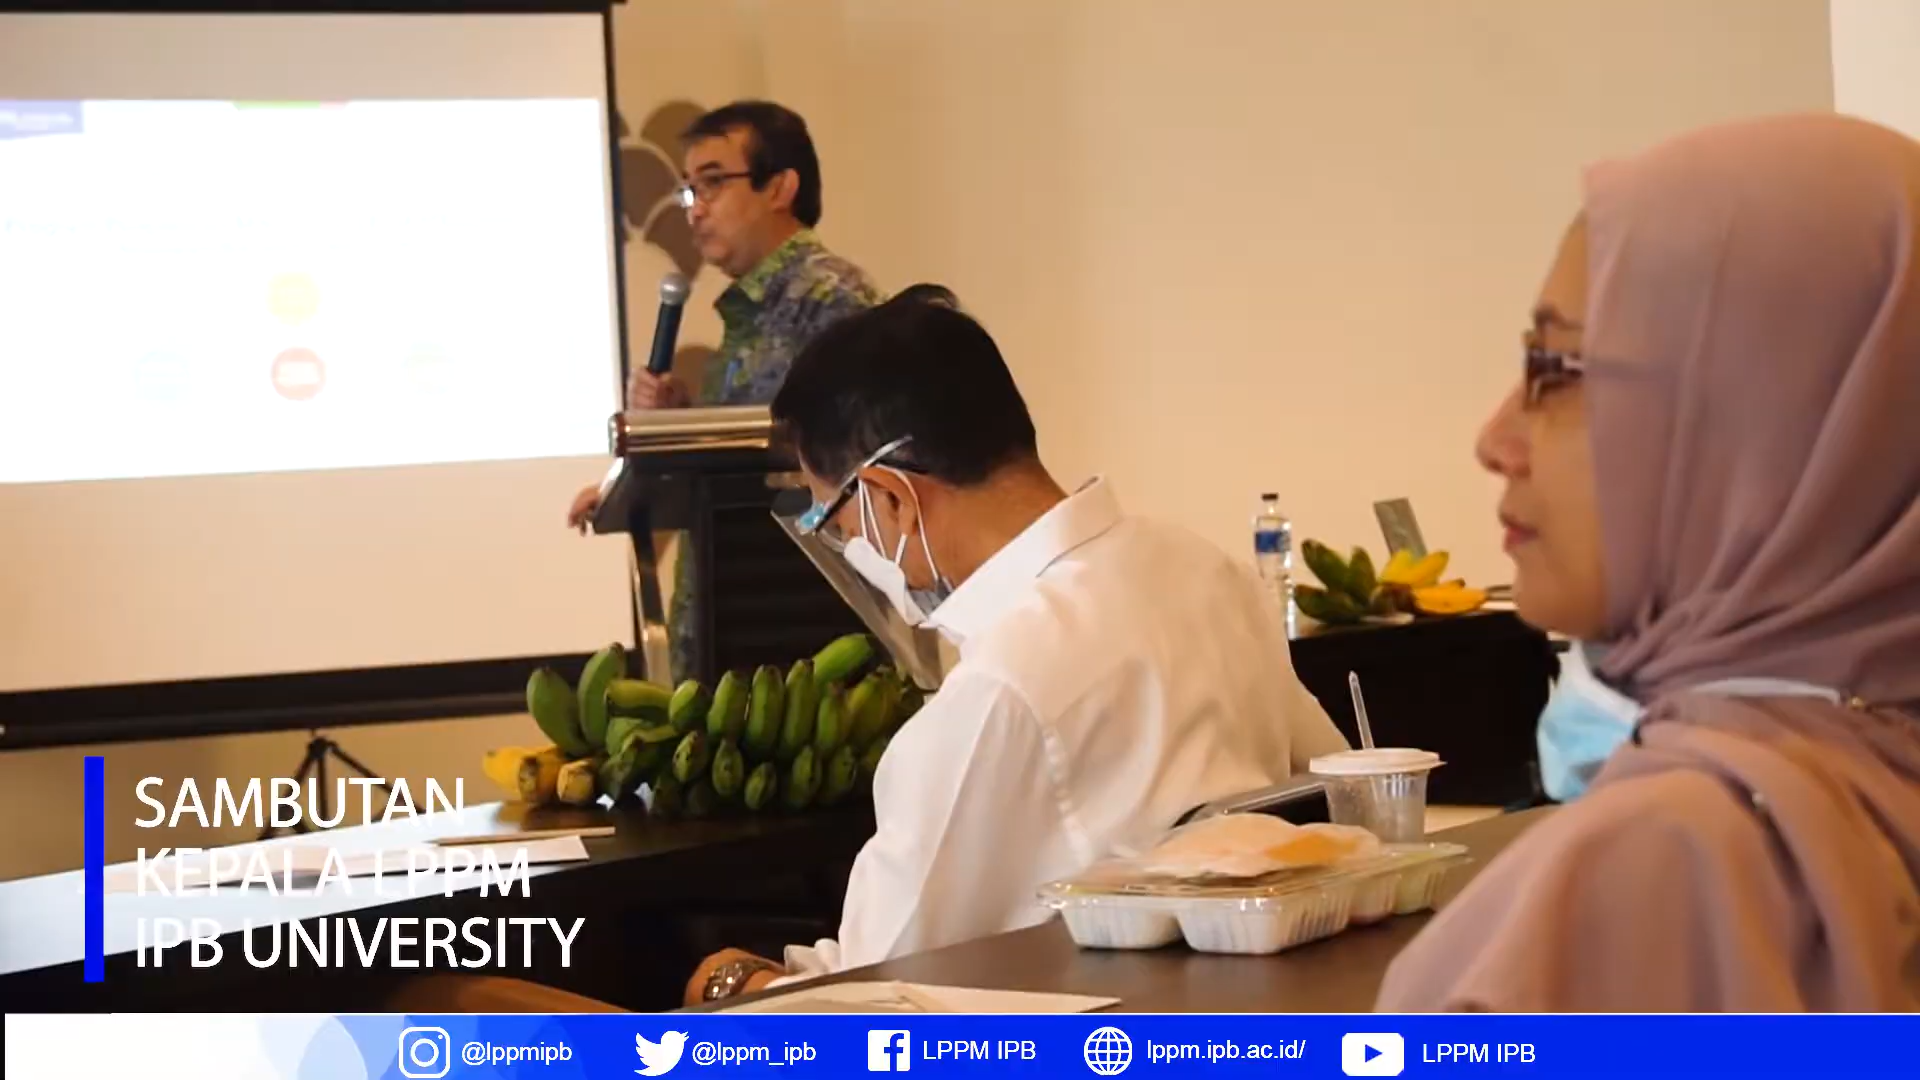 SAMBUTAN
KEPALA LPPM
IPB UNIVERSITY
@lppmipb
@lppm_ipb
LPPM IPB
lppm.ipb.ac.id/
LPPM IPB